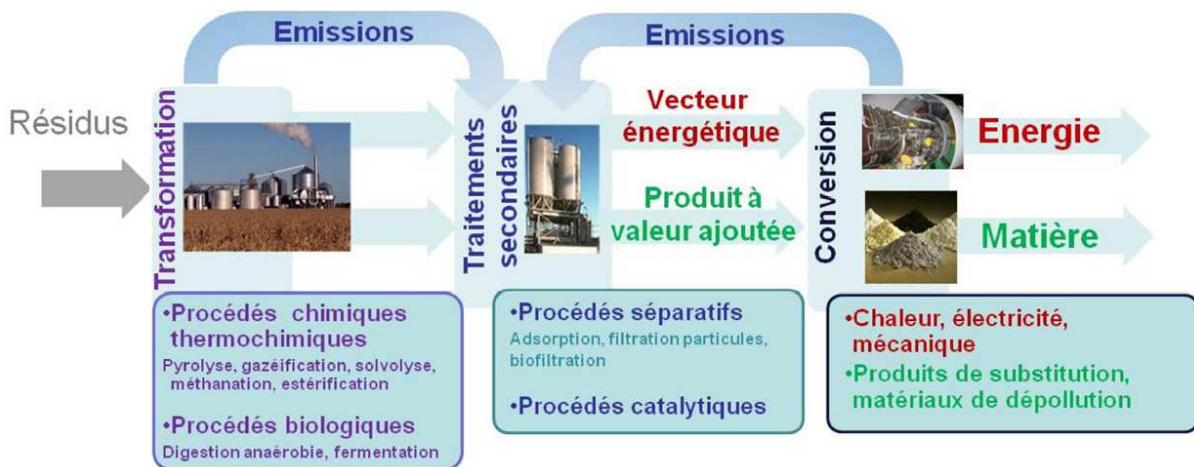 Emissions
Emissions
Résidus
Transformation
Traitements
secondaires
Vecteur
énergétique
Produit à
valeur ajoutée
Conversion
Energie
Matière
•Procédés chimiques
thermochimiques
Pyrolyse, gazéification, solvolyse,
méthanation, estérification
•Procédés biologiques
Digestion anaérobie, fermentation
•Procédés séparatifs
Adsorption, filtration particules,
biofiltration
•Procédés catalytiques
•Chaleur, électricité,
mécanique
•Produits de substitution,
matériaux de dépollution